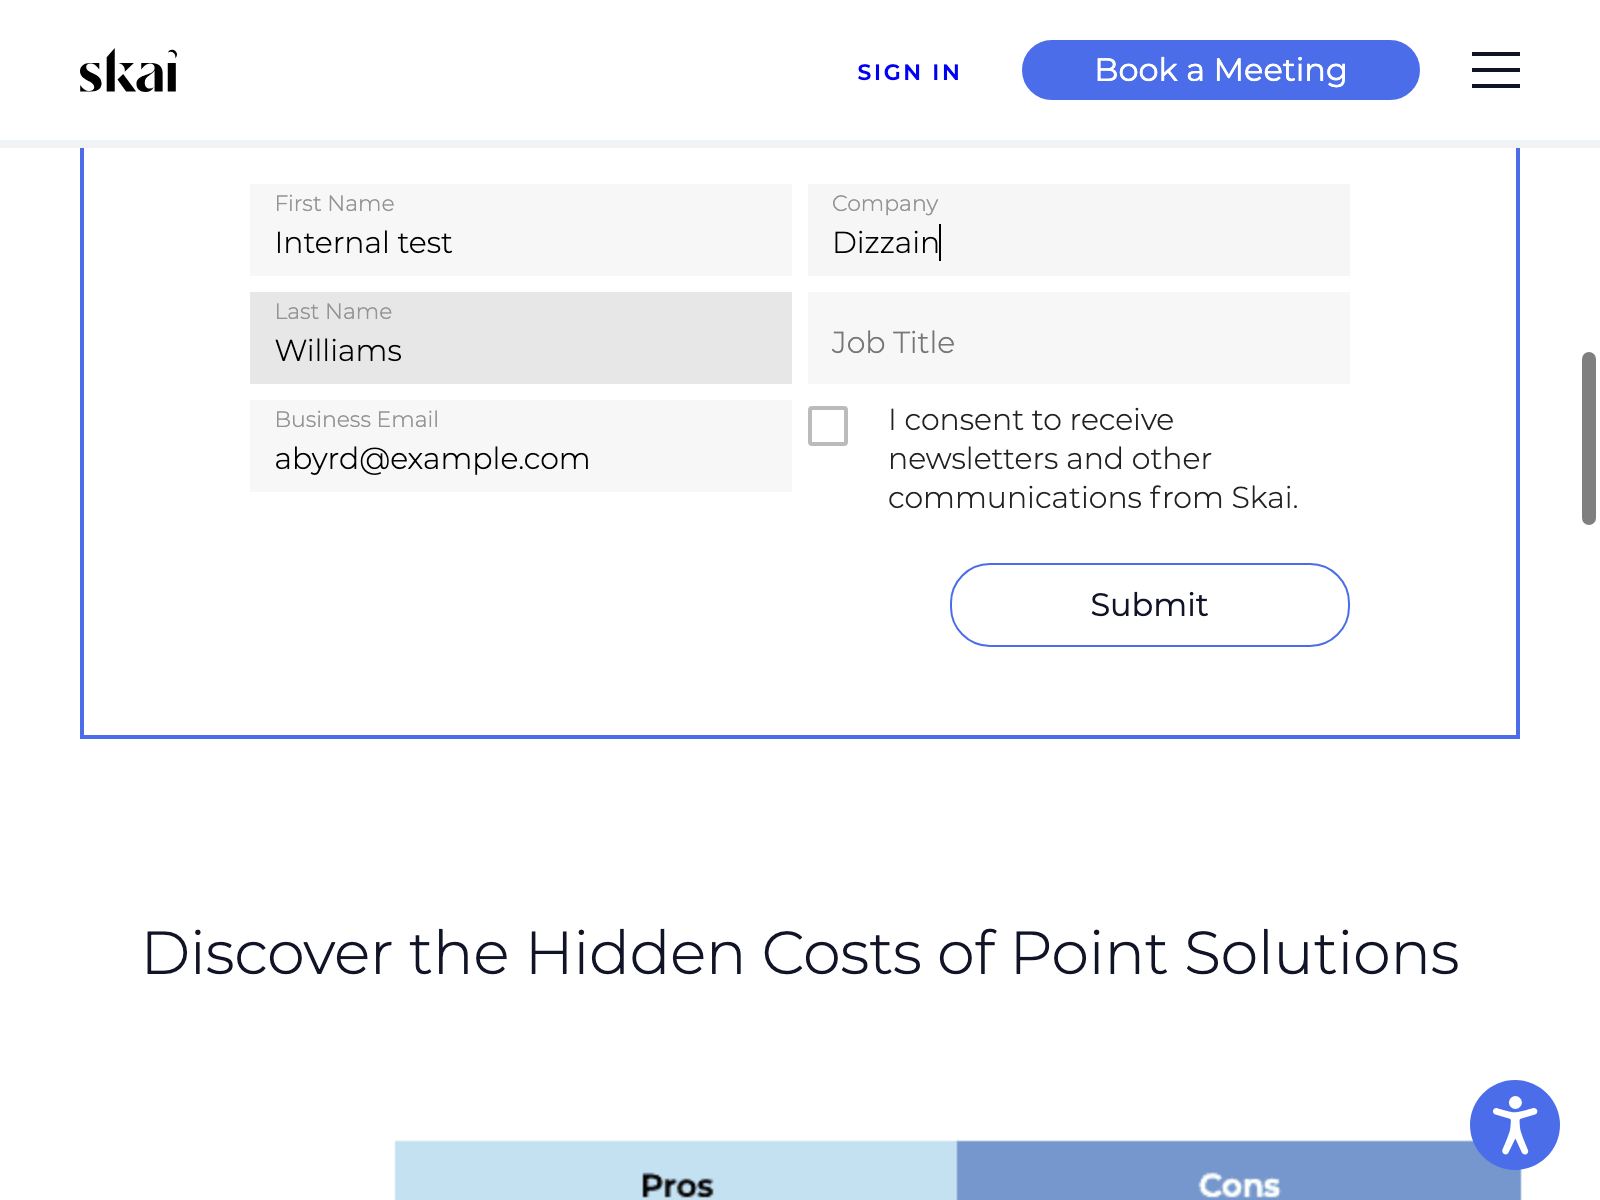 skai
SIGN IN
Book a Meeting
First Name
Internal test
Company
Dizzain
Last Name
Williams
Job Title
Business Email
abyrd@example.com
I consent to receive
newsletters and other
communications from Skai.
Submit
Discover the Hidden Costs of Point Solutions
Pros
Cons